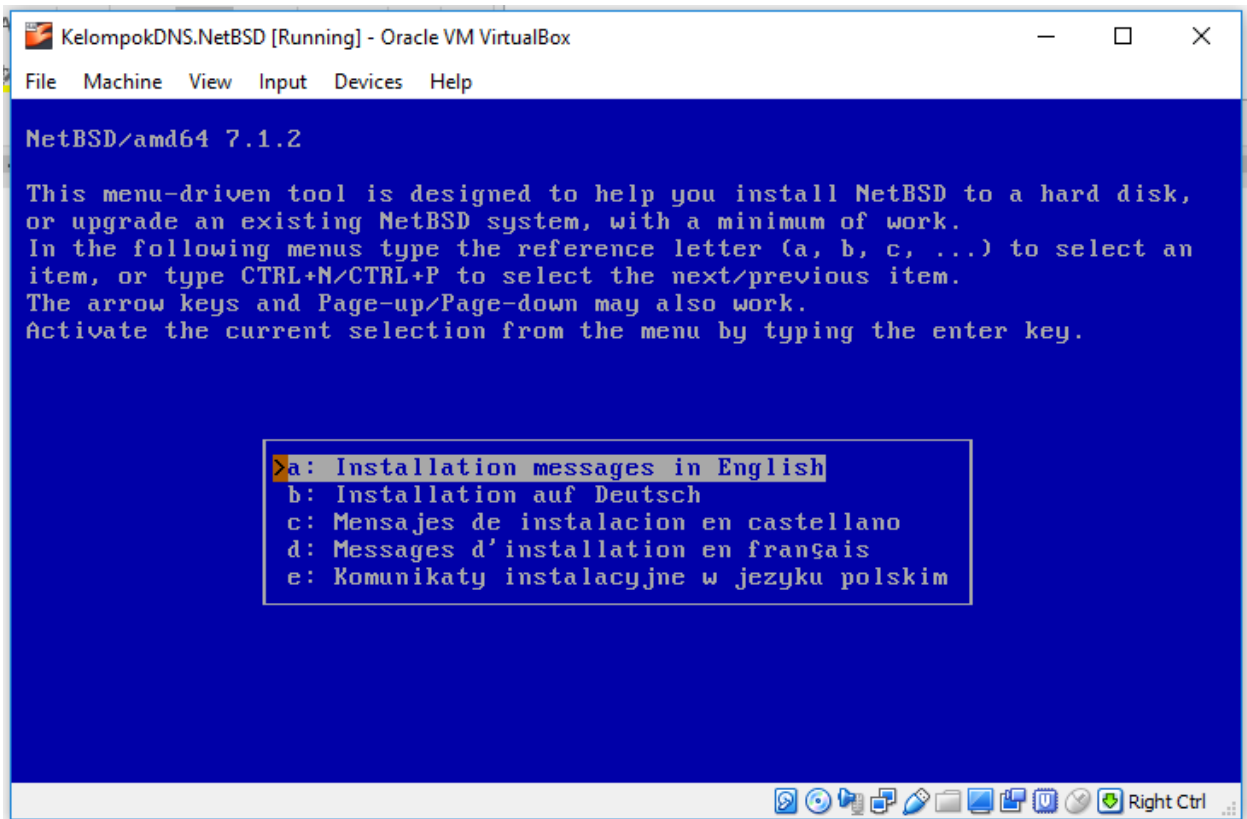 KelompokDNS.NetBSD [Running] - Oracle VM VirtualBox
File Machine View Input Devices Help
NetBSD/amd64 7.1.2
This menu-driven tool is designed to help you install NetBSD to a hard disk,
or upgrade an existing NetBSD system, with a minimum of work.
In the following menus type the reference letter (a, b, c, ...) to select an
item, or type CTRL+N/CTRL+P to select the next/previous item.
The arrow keys and Page-up/Page-down may also work.
Activate the current selection from the menu by typing the enter key.
>a: Installation messages in English
b: Installation auf Deutsch
c: Mensajes de instalacion en castellano
d: Messages d'installation en français
e: Komunikaty instalacyjne w jezyku polskim
Right Ctrl